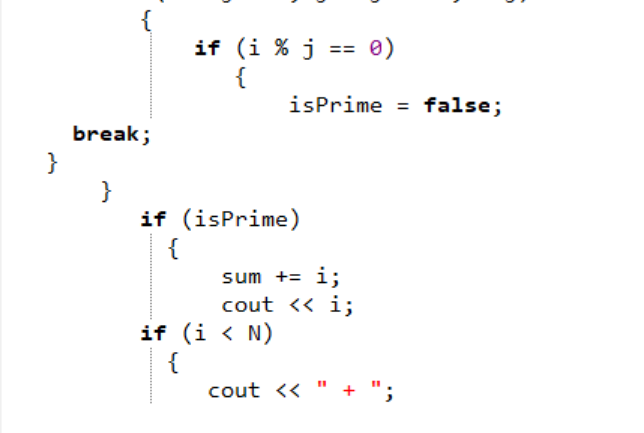 {
if (i % j == 0)
{
isPrime = false;
break;
}
}
if (isPrime)
{
sum += i;
cout << i;
if (i < N)
{
cout << " + ";